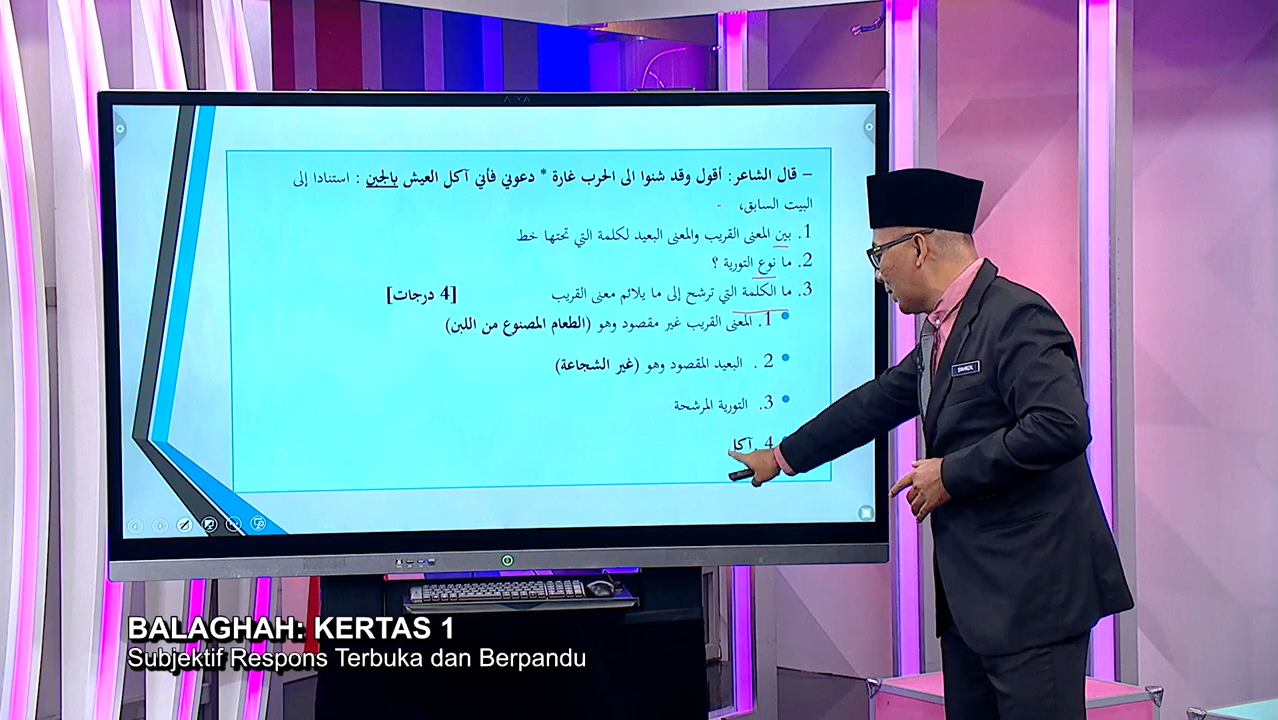 – قال الشاعر: أقول وقد شنوا الى الحرب غارة * دعوني فأني آكل العيش بالجبن : استنادا إلى
البيت السابق،
1. بين المعنى القريب والمعنى البعيد لكلمة التي تحتها خط
2. ما نوع التورية ؟
3. ما الكلمة التي ترشح إلى ما يلائم معنى القريب [4 درجات]
1. المعنى القريب غير مقصود وهو (الطعام المصنوع من اللبن)
2 . البعيد المقصود وهو (غير الشجاعة)
3. التورية المرشحة
4. آكل
BALAGHAH: KERTAS 1
Subjektif Respons Terbuka dan Berpandu